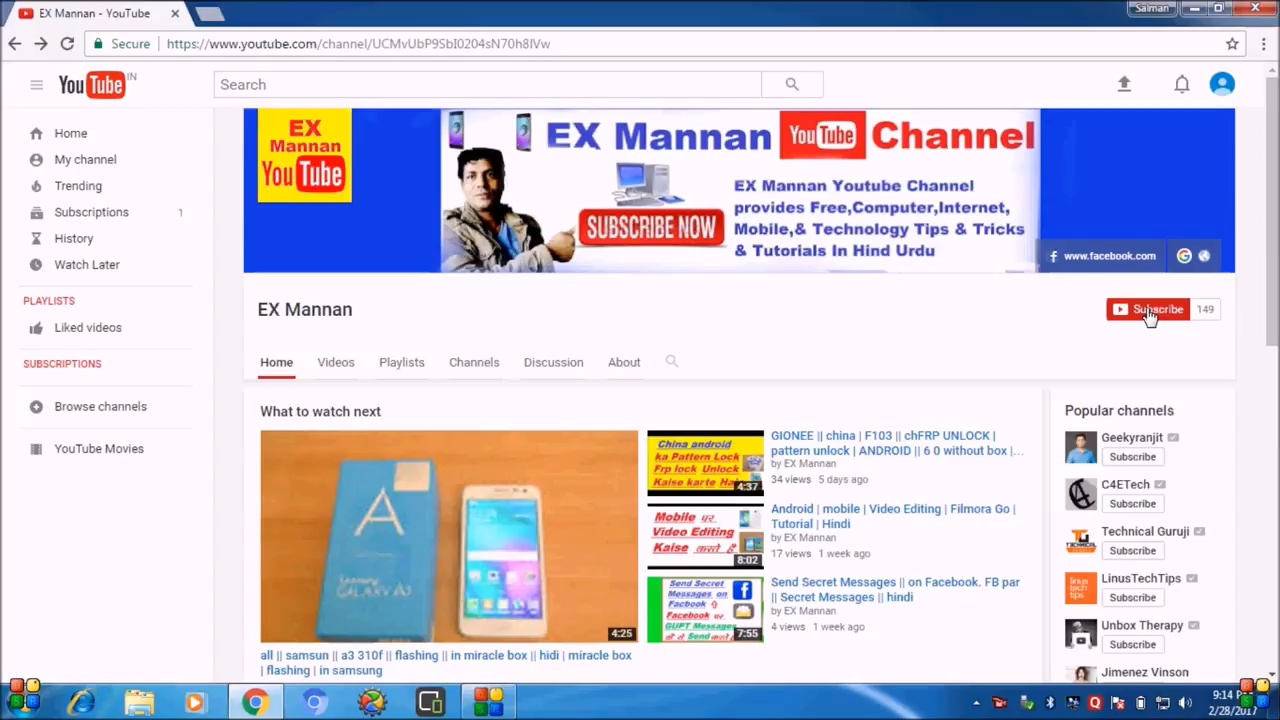 EX Mannan - YouTube
Salman
Secure
https://www.youtube.com/channel/UCMvUbP9SbI0204sN70h8IVw
YouTube IN
Search
Home
My channel
Trending
Subscriptions 1
History
Watch Later
PLAYLISTS
Liked videos
SUBSCRIPTIONS
Browse channels
YouTube Movies
EX
Mannan
YouTube
EX Mannan YouTube Channel
SUBSCRIBE NOW
EX Mannan Youtube Channel
provides Free,Computer,Internet,
Mobile,& Technology Tips & Tricks
& Tutorials In Hind Urdu
www.facebook.com
EX Mannan
Subscribe 149
Home Videos Playlists Channels Discussion About
What to watch next
4:25
all || samsun || a3 310f || flashing || in miracle box || hidi | miracle box
| flashing | in samsung
China android
ka Pattern Lock
Frp lock Unlock
Kaise karte Hai
4:37
GIONEE || china | F103 || chFRP UNLOCK |
pattern unlock | ANDROID || 6 0 without box |...
by EX Mannan
34 views 5 days ago
Mobile पर
Video Editing
Kaise करते है
8:02
Android | mobile | Video Editing | Filmora Go |
Tutorial | Hindi
by EX Mannan
17 views 1 week ago
Send Secret
Messages on
Facbook
Facebook पर
GUPT Messages
Send
7:55
Send Secret Messages || on Facebook. FB par
|| Secret Messages || hindi
by EX Mannan
4 views 1 week ago
Popular channels
Geekyranjit
Subscribe
C4ETech
Subscribe
Technical Guruji
Subscribe
linus
tech
tips
LinusTechTips
Subscribe
Unbox Therapy
Subscribe
Jimenez Vinson
9:14 PM
2/28/2017